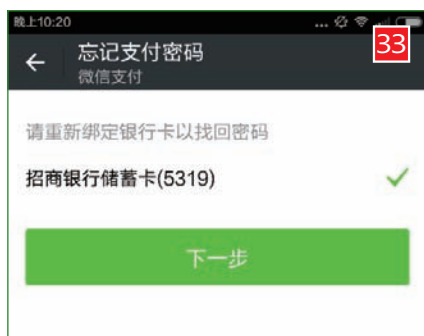 晚上10:20
...
33
忘记支付密码
微信支付
请重新绑定银行卡以找回密码
招商银行储蓄卡(5319)
下一步